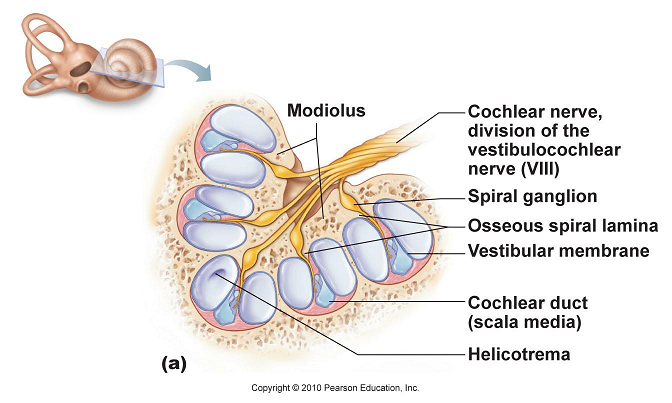 Modiolus
Cochlear nerve,
division of the
vestibulocochlear
nerve (VIII)
Spiral ganglion
Osseous spiral lamina
Vestibular membrane
Cochlear duct
(scala media)
Helicotrema
(a)
Copyright © 2010 Pearson Education, Inc.